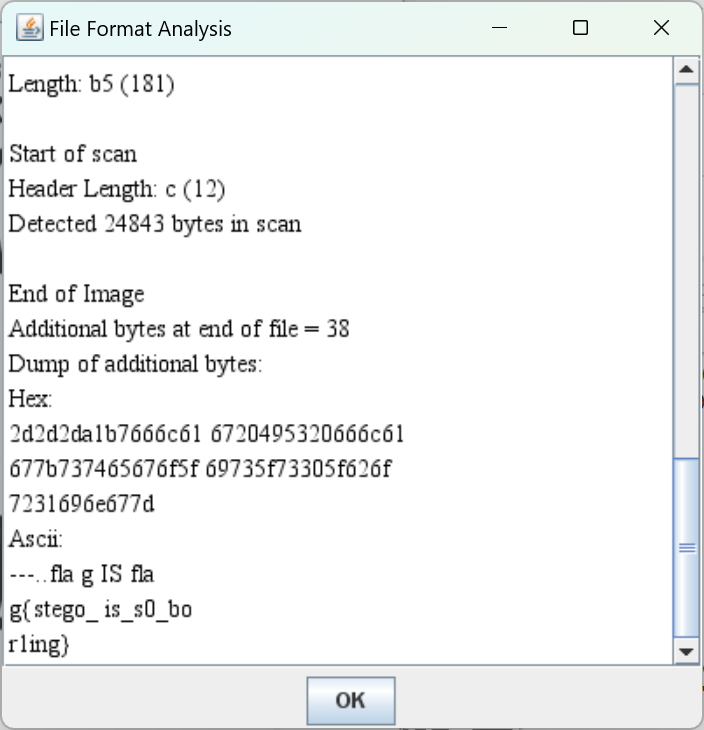 File Format Analysis
Length: b5 (181)
Start of scan
Header Length: c (12)
Detected 24843 bytes in scan
End of Image
Additional bytes at end of file = 38
Dump of additional bytes:
Hex:
2d2d2da1b7666c61 6720495320666c61
677b737465676f5f 69735f73305f626f
7231696e677d
Ascii:
---..fla g IS fla
g{stego_ is_s0_bo
r1ing}
OK